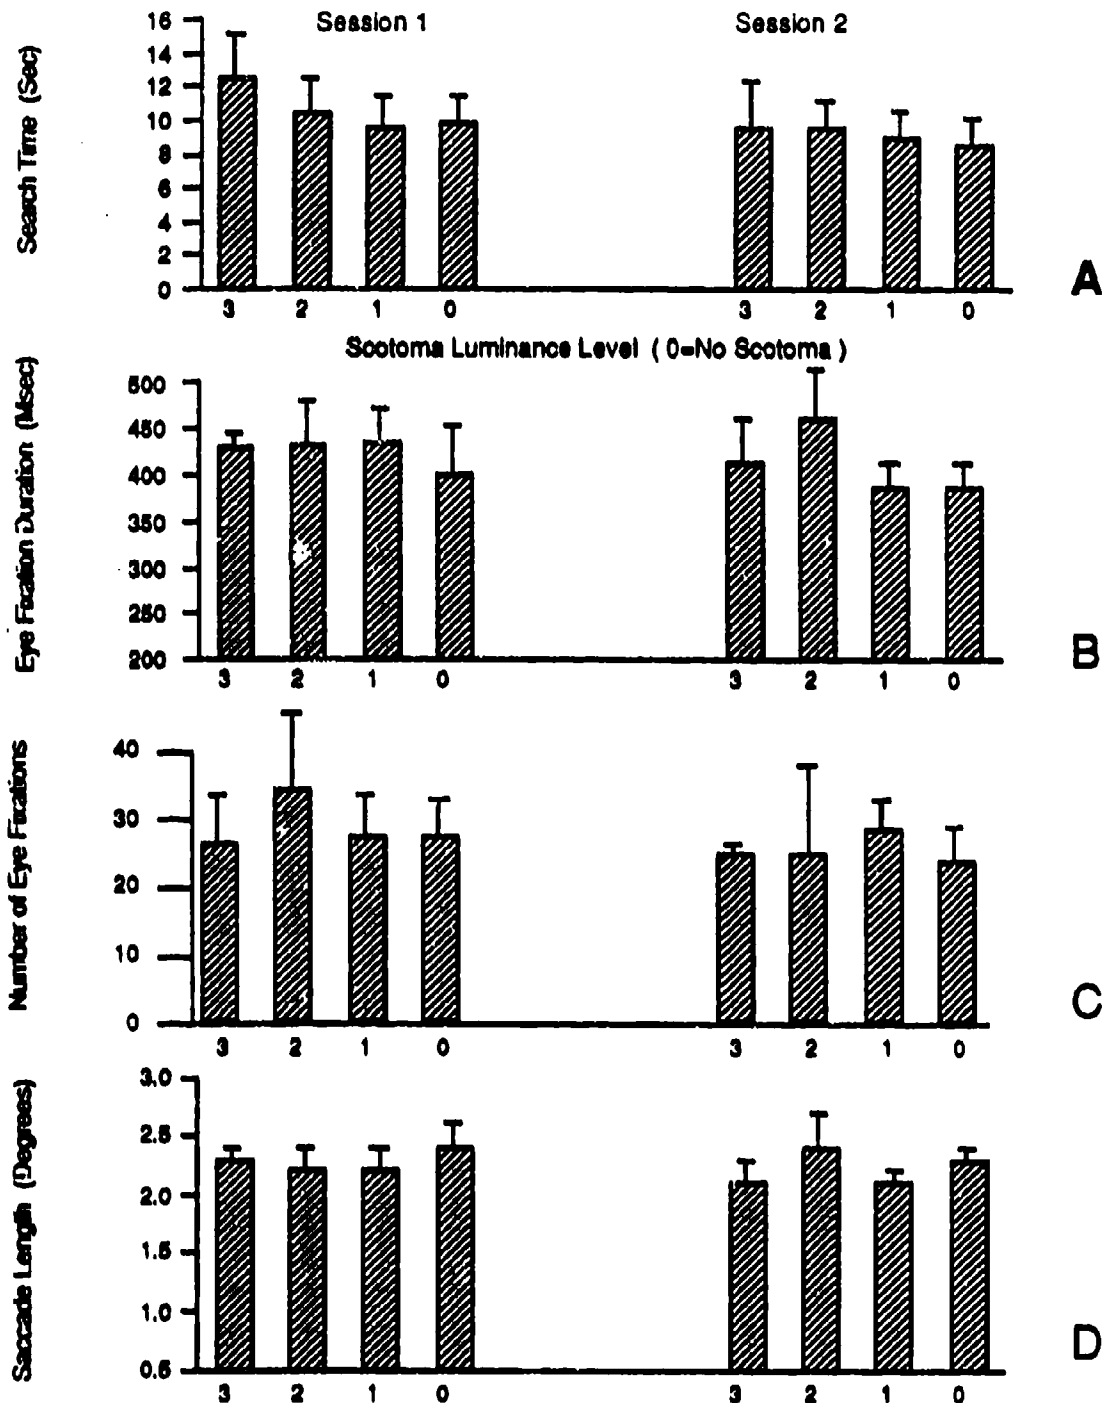 Session 1
Session 2
Search Time (Sec)
16
14
12
10
8
6
4
2
0
3 2 1 0
3 2 1 0
A
Scotoma Luminance Level ( 0=No Scotoma )
Eye Fixation Duration (Msec)
500
450
400
350
300
250
200
3 2 1 0
3 2 1 0
B
Number of Eye Fixations
40
30
20
10
0
3 2 1 0
3 2 1 0
C
Saccade Length (Degrees)
3.0
2.5
2.0
1.5
1.0
0.5
3 2 1 0
3 2 1 0
D